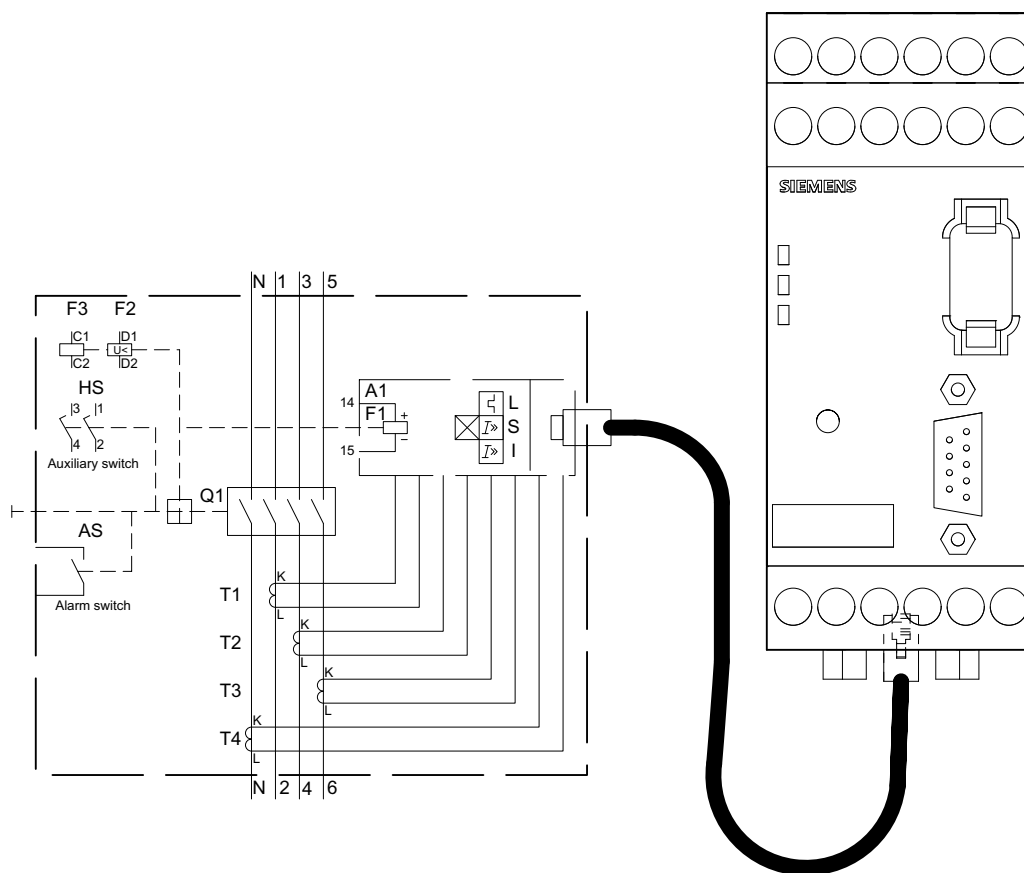 SIEMENS
N 1 3 5
F3 F2
C1 D1
U<
C2 D2
HS
3 1
4 2
Auxiliary switch
A1
14
F1 +
−
15
L
S
I
I»
I»
Q1
AS
Alarm switch
T1 K
L
T2 K
L
T3 K
L
T4 K
L
N 2 4 6